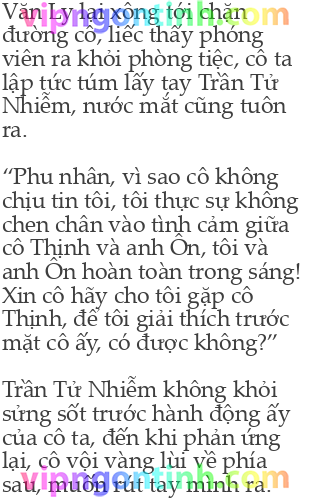 Văn Ly lại xông tới chặn
đường cô, liếc thấy phóng
viên ra khỏi phòng tiệc, cô ta
lập tức túm lấy tay Trần Tử
Nhiễm, nước mắt cũng tuôn
ra.
“Phu nhân, vì sao cô không
chịu tin tôi, tôi thực sự không
chen chân vào tình cảm giữa
cô Thịnh và anh Ôn, tôi và
anh Ôn hoàn toàn trong sáng!
Xin cô hãy cho tôi gặp cô
Thịnh, để tôi giải thích trước
mặt cô ấy, có được không?”
Trần Tử Nhiễm không khỏi
sửng sốt trước hành động ấy
của cô ta, đến khi phản ứng
lại, cô vội vàng lùi về phía
vipngontinh.com
sau, muốn rút tay mình ra.